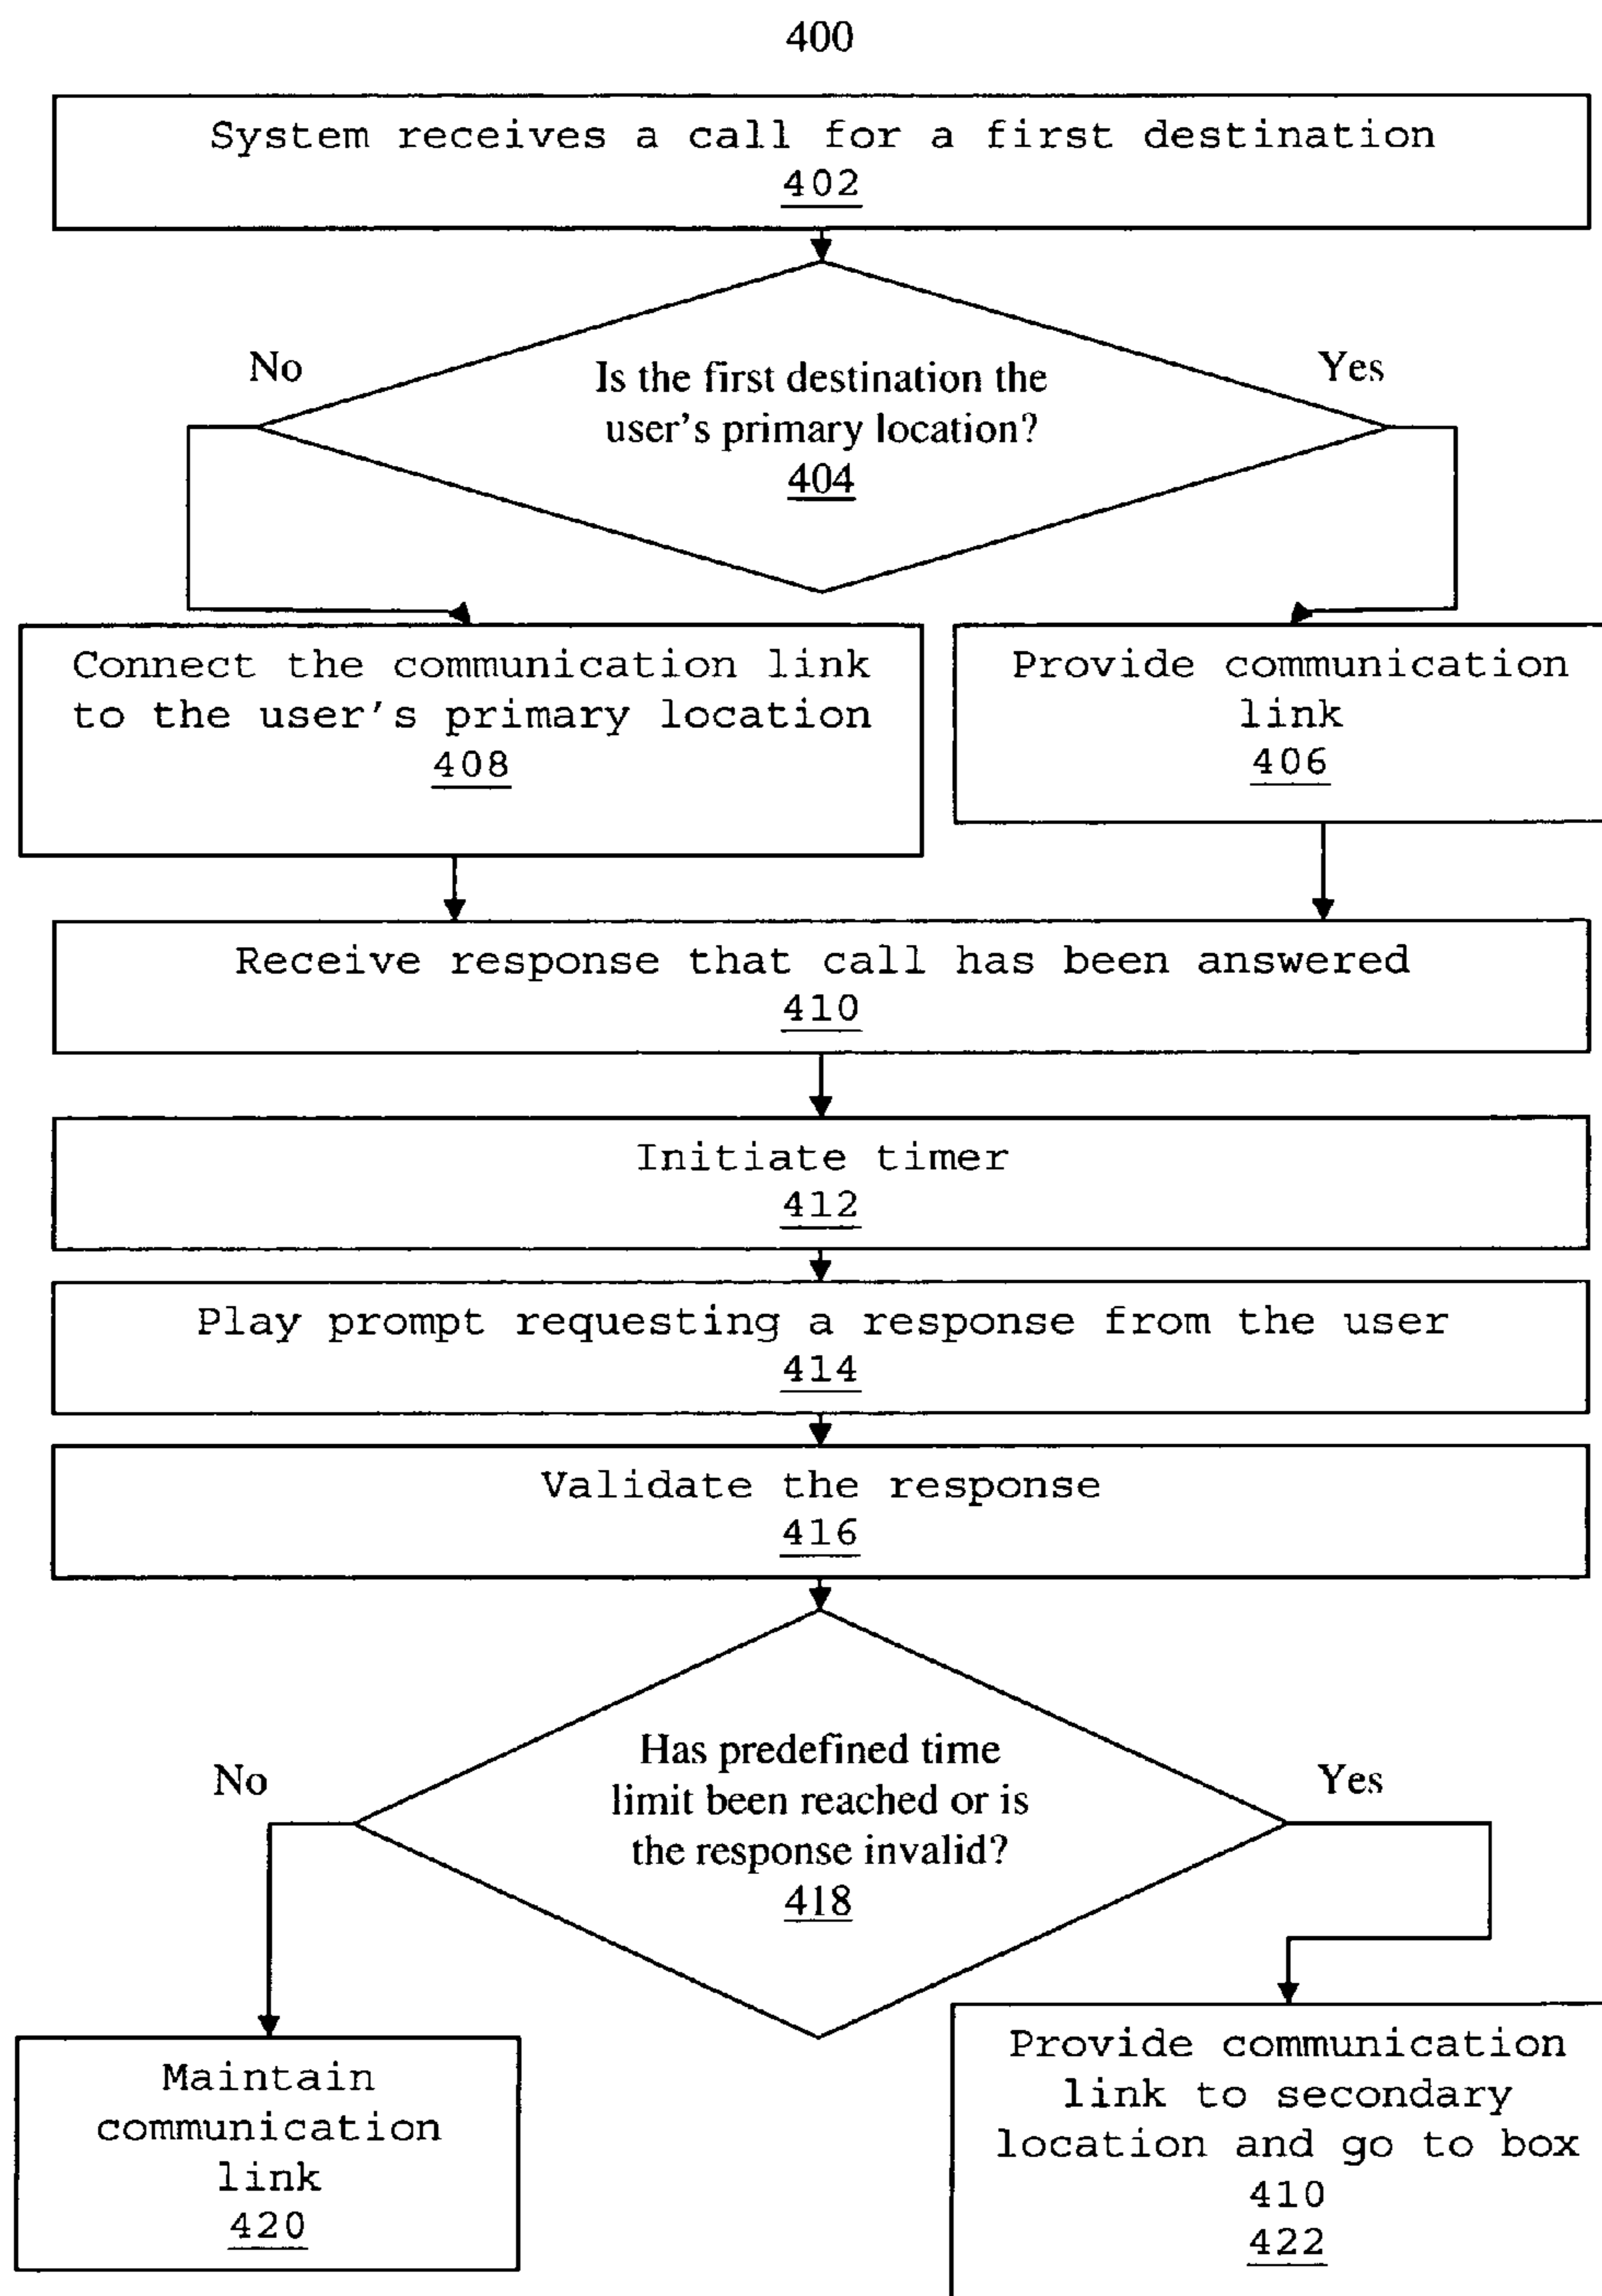 400
System receives a call for a first destination
402
No
Yes
Is the first destination the
user's primary location?
404
Connect the communication link
to the user's primary location
408
Provide communication
link
406
Receive response that call has been answered
410
Initiate timer
412
Play prompt requesting a response from the user
414
Validate the response
416
No
Yes
Has predefined time
limit been reached or is
the response invalid?
418
Maintain
communication
link
420
Provide communication
link to secondary
location and go to box
410
422